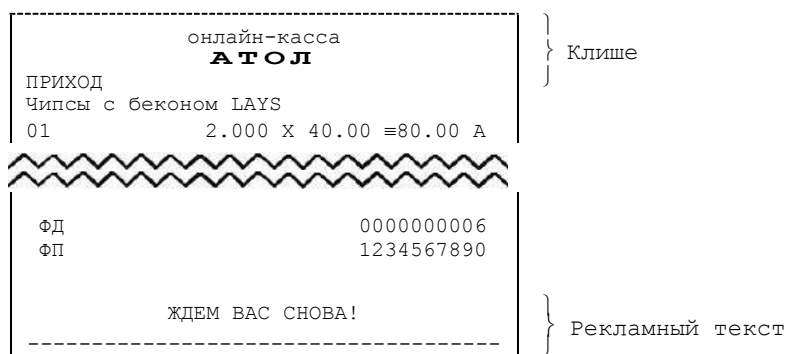 онлайн-касса
АТОЛ
Клише
ПРИХОД
Чипсы с беконом LAYS
01 2.000 X 40.00 ≡80.00 А
ФД 0000000006
ФП 1234567890
ЖДЕМ ВАС СНОВА!
Рекламный текст